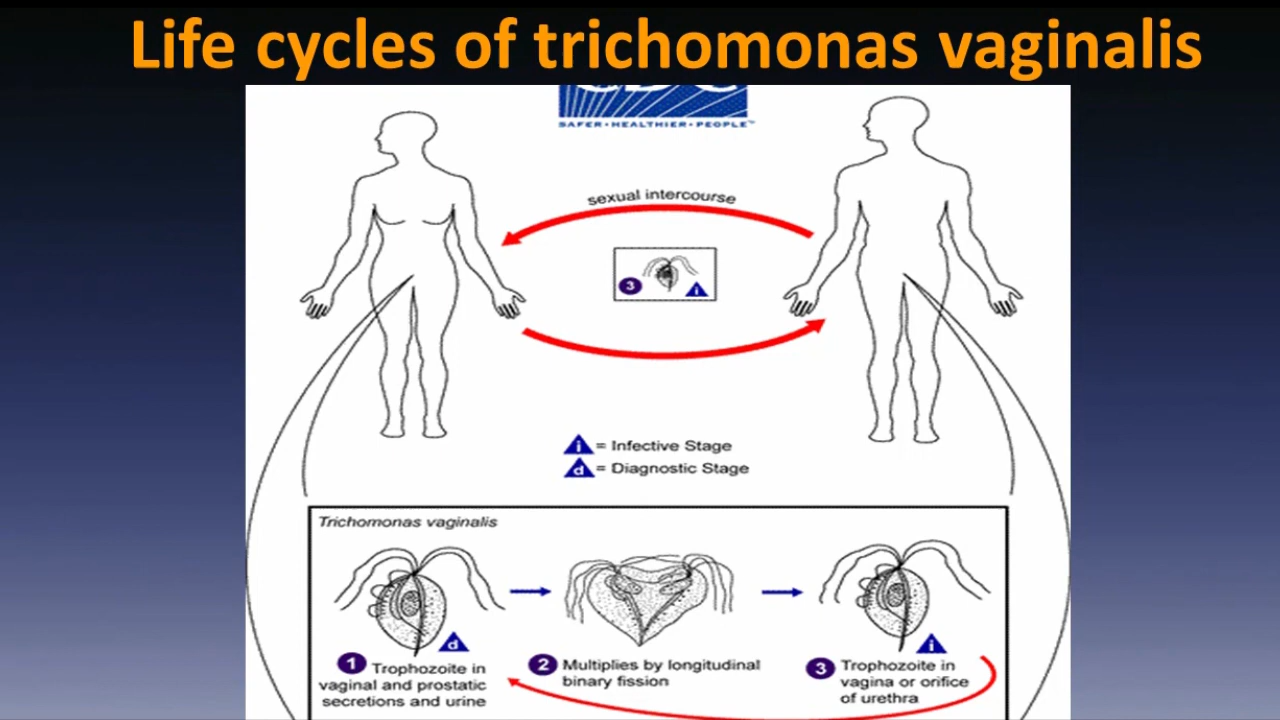 Life cycles of trichomonas vaginalis
SAFER • HEALTHIER • PEOPLE™
sexual intercourse
3
i
i = Infective Stage
d = Diagnostic Stage
Trichomonas vaginalis
d
i
1 Trophozoite in
vaginal and prostatic
secretions and urine
2 Multiplies by longitudinal
binary fission
3 Trophozoite in
vagina or orifice
of urethra